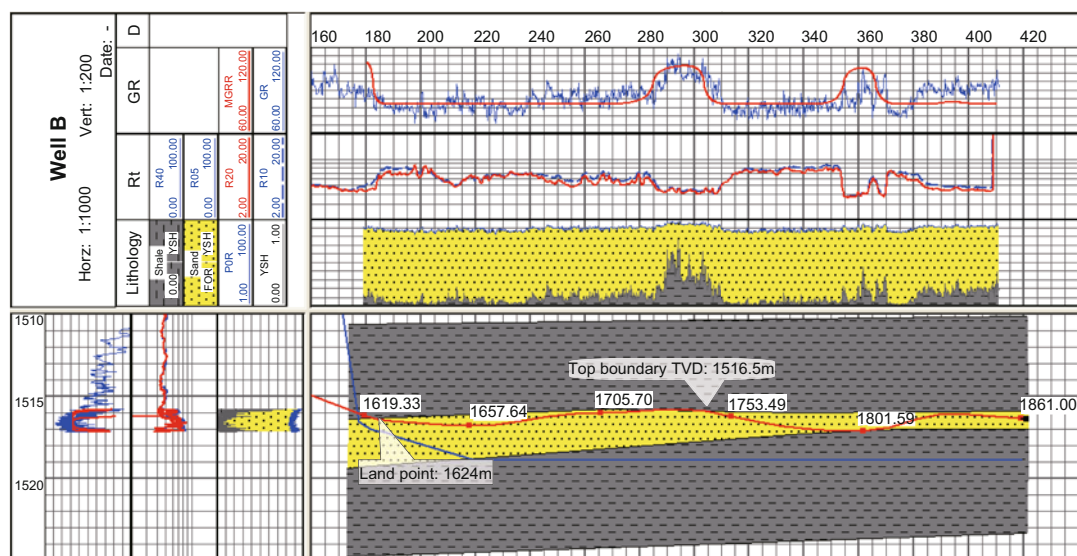 Well B
Horz: 1:1000 Vert: 1:200 Date: -
D
GR
MGRR
60.00 120.00
GR
60.00 120.00
Rt
R40
0.00 100.00
R05
0.00 100.00
R20
2.00 20.00
R10
2.00 20.00
Lithology
Shale
0.00 YSH
Sand
FOR YSH
P0R
1.00 100.00
YSH
0.00 1.00
160 180 200 220 240 260 280 300 320 340 360 380 400 420
1510
1515
1520
Top boundary TVD: 1516.5m
1619.33
1657.64
1705.70
1753.49
1801.59
1861.00
Land point: 1624m